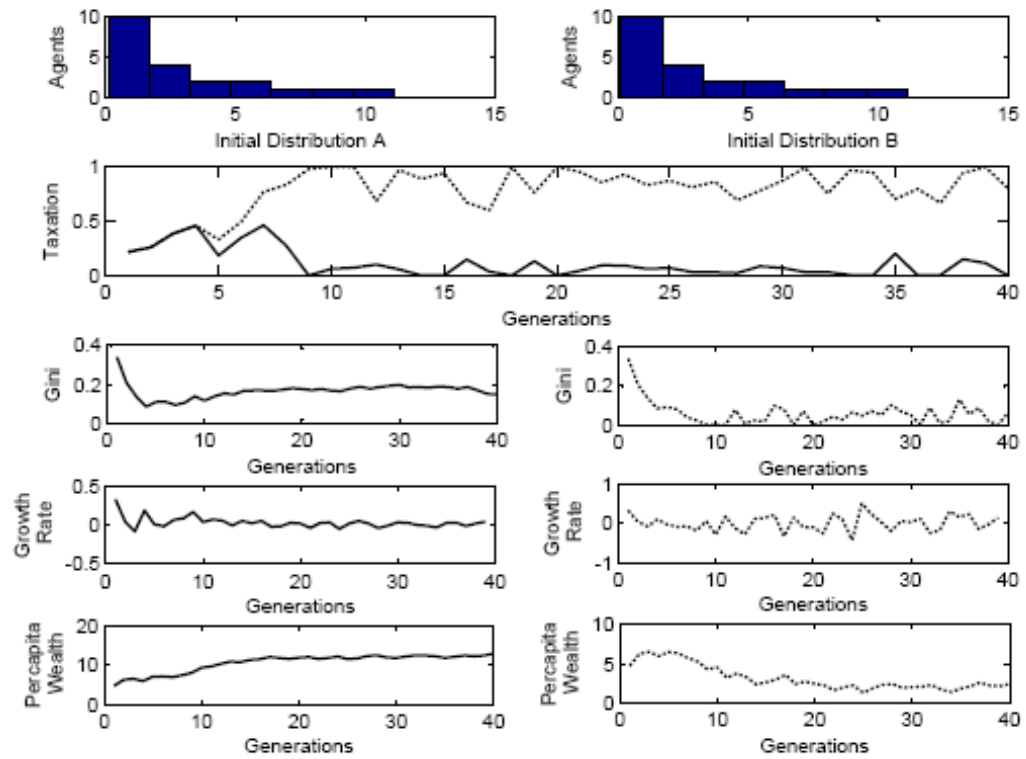 Agents
10
5
0
0 5 10 15
Initial Distribution A
Agents
10
5
0
0 5 10 15
Initial Distribution B
Taxation
1
0.5
0
0 5 10 15 20 25 30 35 40
Generations
Gini
0.4
0.2
0
0 10 20 30 40
Generations
Gini
0.4
0.2
0
0 10 20 30 40
Generations
Growth
Rate
0.5
0
-0.5
0 10 20 30 40
Generations
Growth
Rate
1
0
-1
0 10 20 30 40
Generations
Percapita
Wealth
20
10
0
0 10 20 30 40
Generations
Percapita
Wealth
10
5
0
0 10 20 30 40
Generations